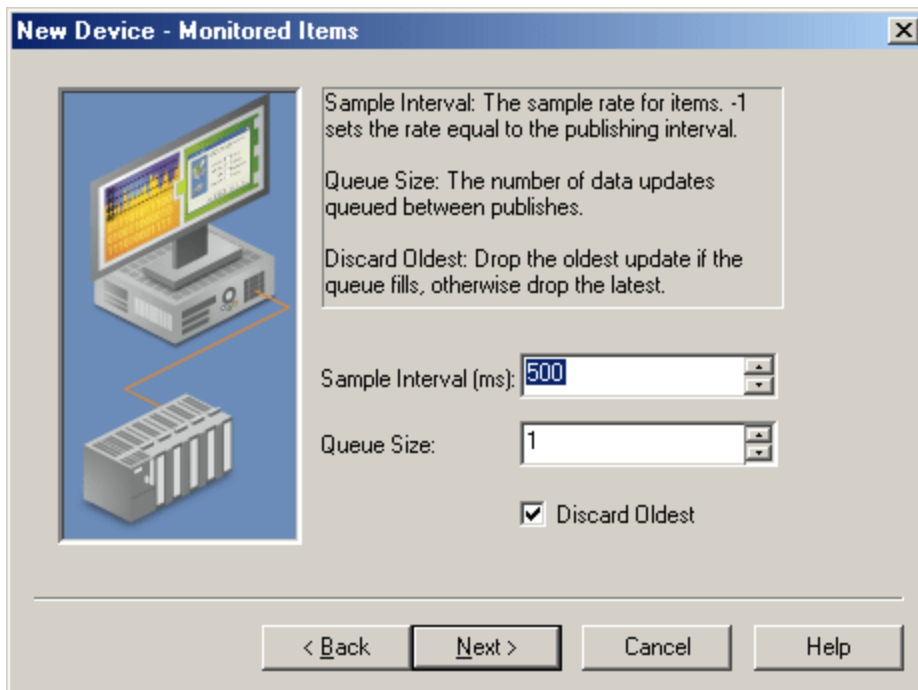 New Device - Monitored Items
Sample Interval: The sample rate for items. -1
sets the rate equal to the publishing interval.
Queue Size: The number of data updates
queued between publishes.
Discard Oldest: Drop the oldest update if the
queue fills, otherwise drop the latest.
Sample Interval (ms): 500
Queue Size: 1
Discard Oldest
< Back Next > Cancel Help